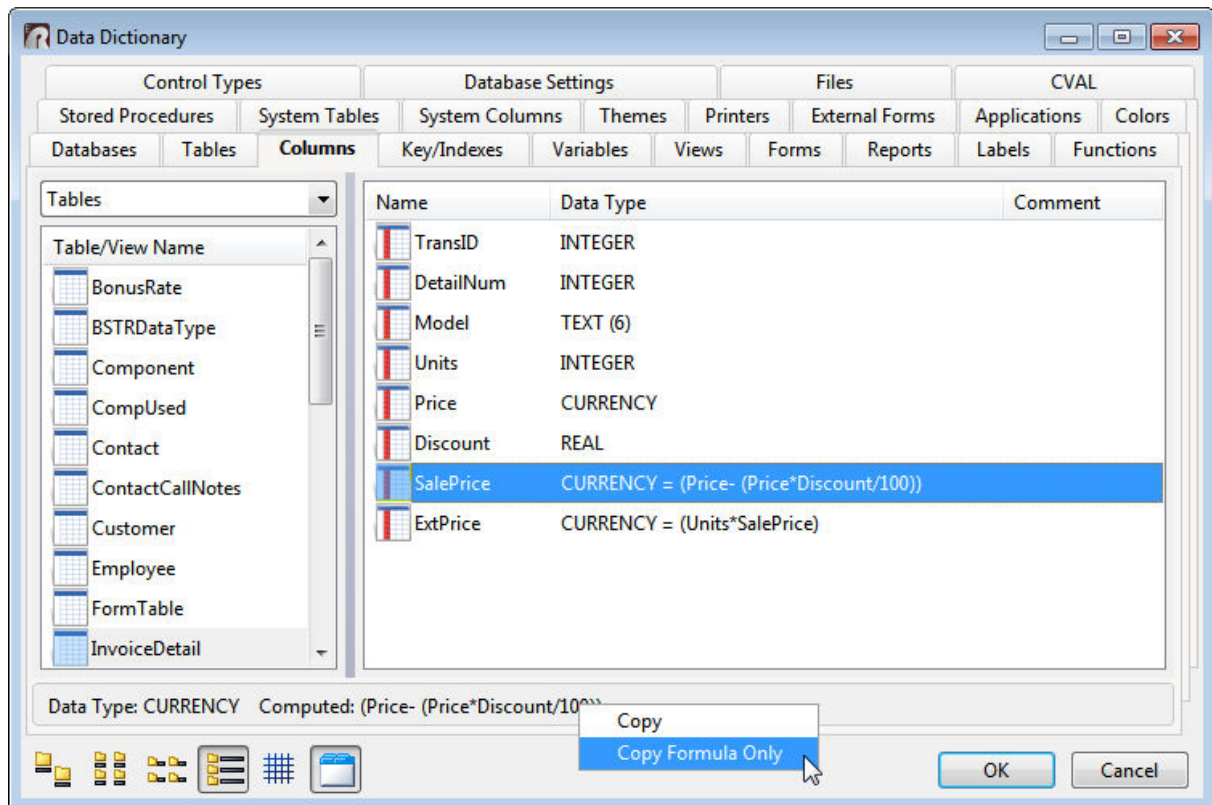 Data Dictionary
Control Types Database Settings Files CVAL
Stored Procedures System Tables System Columns Themes Printers External Forms Applications Colors
Databases Tables Columns Key/Indexes Variables Views Forms Reports Labels Functions
Tables
Table/View Name
BonusRate
BSTRDataType
Component
CompUsed
Contact
ContactCallNotes
Customer
Employee
FormTable
InvoiceDetail
Name Data Type Comment
TransID INTEGER
DetailNum INTEGER
Model TEXT (6)
Units INTEGER
Price CURRENCY
Discount REAL
SalePrice CURRENCY = (Price- (Price*Discount/100))
ExtPrice CURRENCY = (Units*SalePrice)
Data Type: CURRENCY Computed: (Price- (Price*Discount/100))
Copy
Copy Formula Only
OK Cancel